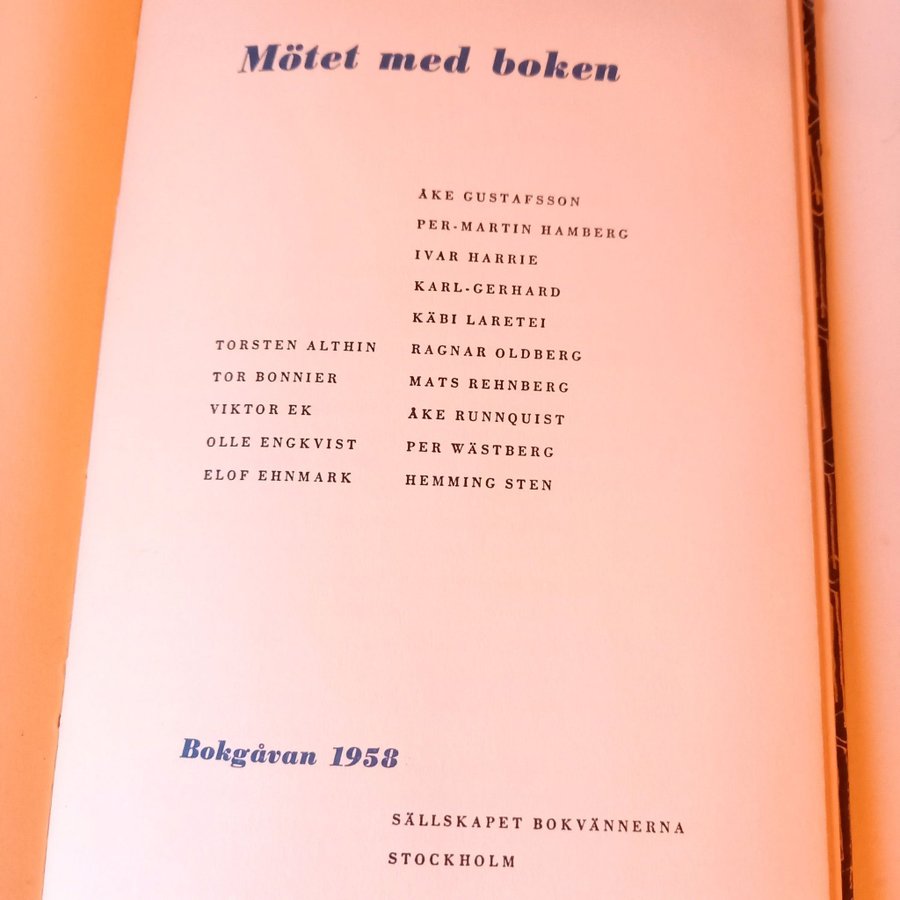 Mötet med boken
ÅKE GUSTAFSSON
PER-MARTIN HAMBERG
IVAR HARRIE
KARL-GERHARD
KÄBI LARETEI
TORSTEN ALTHIN RAGNAR OLDBERG
TOR BONNIER MATS REHNBERG
VIKTOR EK ÅKE RUNNQUIST
OLLE ENGKVIST PER WÄSTBERG
ELOF EHNMARK HEMMING STEN
Bokgåvan 1958
SÄLLSKAPET BOKVÄNNERNA
STOCKHOLM